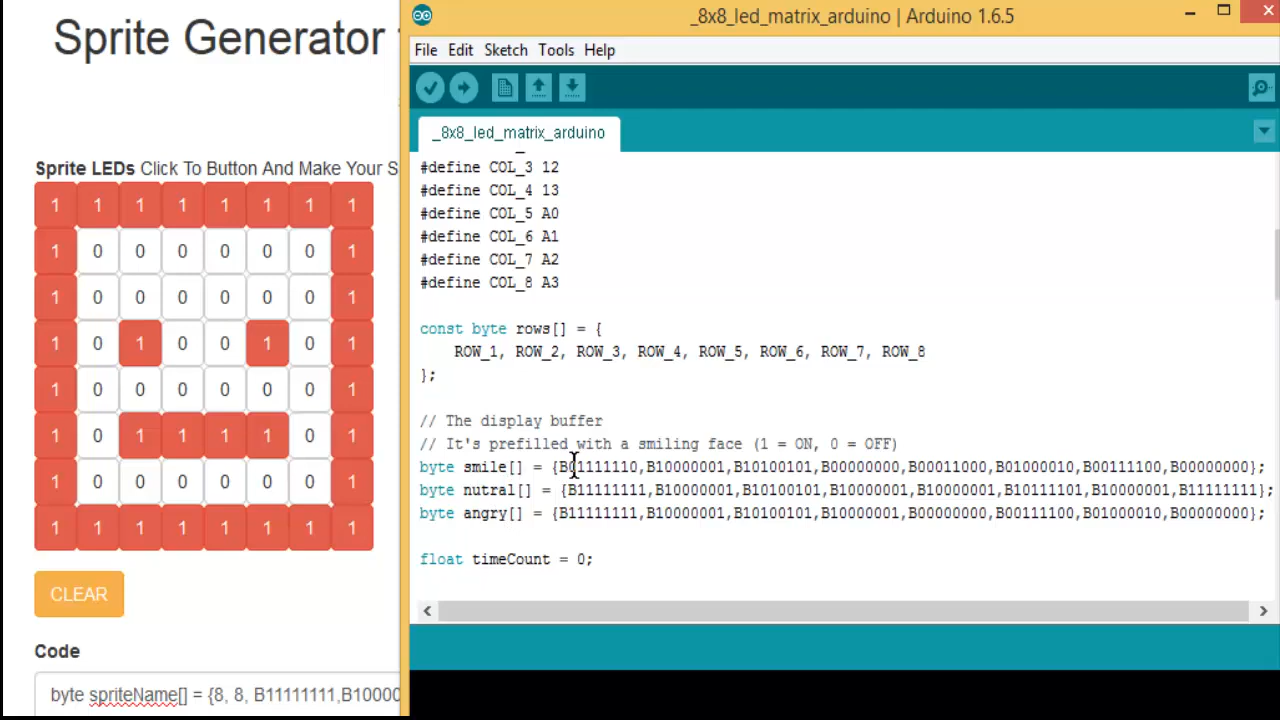 Sprite Generator
Sprite LEDs Click To Button And Make Your S
1 1 1 1 1 1 1 1
1 0 0 0 0 0 0 1
1 0 0 0 0 0 0 1
1 0 1 0 0 1 0 1
1 0 0 0 0 0 0 1
1 0 1 1 1 1 0 1
1 0 0 0 0 0 0 1
1 1 1 1 1 1 1 1
CLEAR
Code
byte spriteName[] = {8, 8, B11111111,B10000
_8x8_led_matrix_arduino | Arduino 1.6.5
File Edit Sketch Tools Help
_8x8_led_matrix_arduino
#define COL_3 12
#define COL_4 13
#define COL_5 A0
#define COL_6 A1
#define COL_7 A2
#define COL_8 A3
const byte rows[] = {
ROW_1, ROW_2, ROW_3, ROW_4, ROW_5, ROW_6, ROW_7, ROW_8
};
// The display buffer
// It's prefilled with a smiling face (1 = ON, 0 = OFF)
byte smile[] = {B01111110,B10000001,B10100101,B00000000,B00011000,B01000010,B00111100,B00000000};
byte nutral[] = {B11111111,B10000001,B10100101,B10000001,B10000001,B10111101,B10000001,B11111111};
byte angry[] = {B11111111,B10000001,B10100101,B10000001,B00000000,B00111100,B01000010,B00000000};
float timeCount = 0;